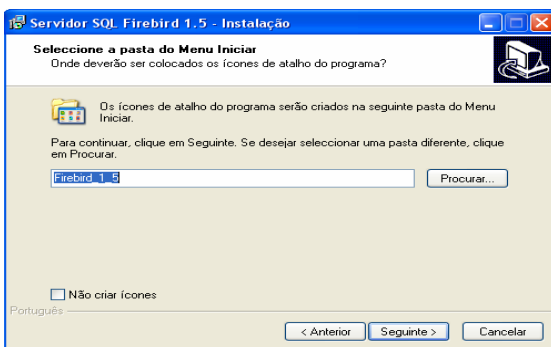 Servidor SQL Firebird 1.5 - Instalação
Seleccione a pasta do Menu Iniciar
Onde deverão ser colocados os ícones de atalho do programa?
Os ícones de atalho do programa serão criados na seguinte pasta do Menu
Iniciar.
Para continuar, clique em Seguinte. Se desejar seleccionar uma pasta diferente, clique
em Procurar.
Firebird_1_5
Procurar...
Não criar ícones
Português
< Anterior
Seguinte >
Cancelar